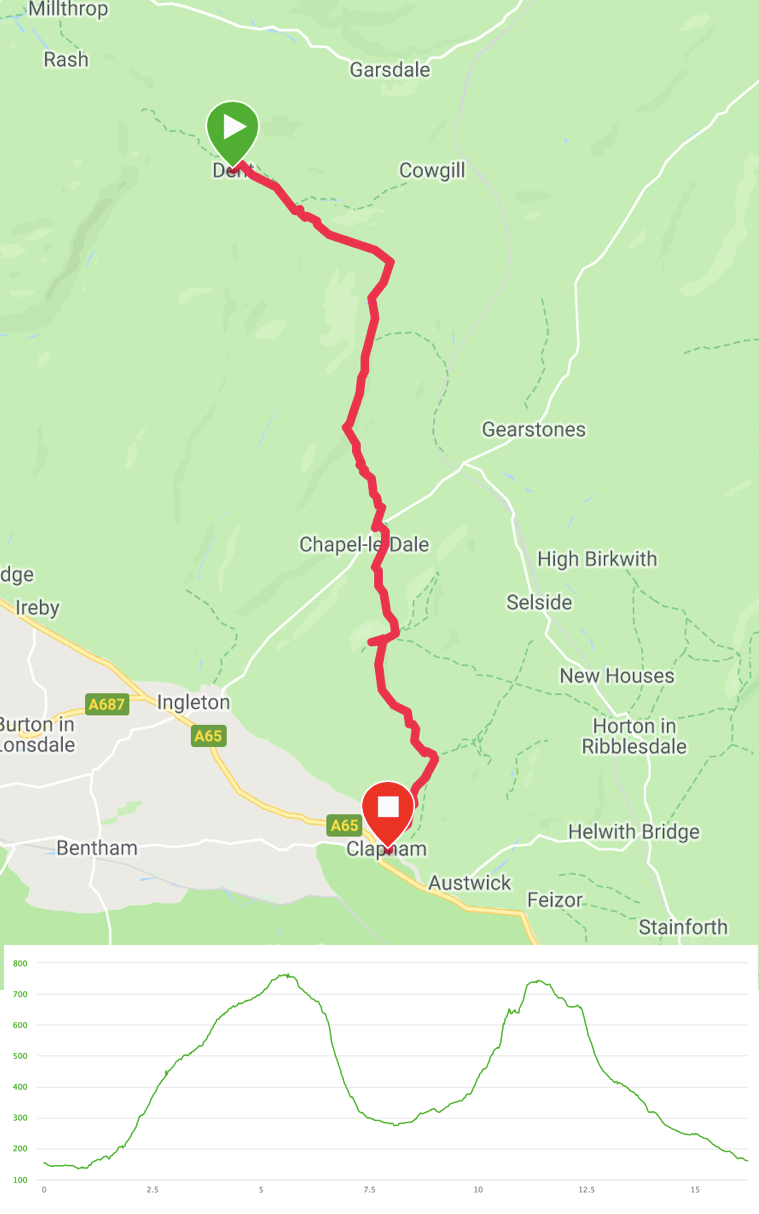 Millthrop
Rash
Garsdale
Dent
Cowgill
Gearstones
Chapel-le-Dale
High Birkwith
dge
Selside
Ireby
New Houses
A687
Ingleton
Burton in
Lonsdale
A65
Horton in
Ribblesdale
A65
Helwith Bridge
Bentham
Clapham
Austwick
Feizor
Stainforth
800
700
600
500
400
300
200
100
0
2.5
5
7.5
10
12.5
15